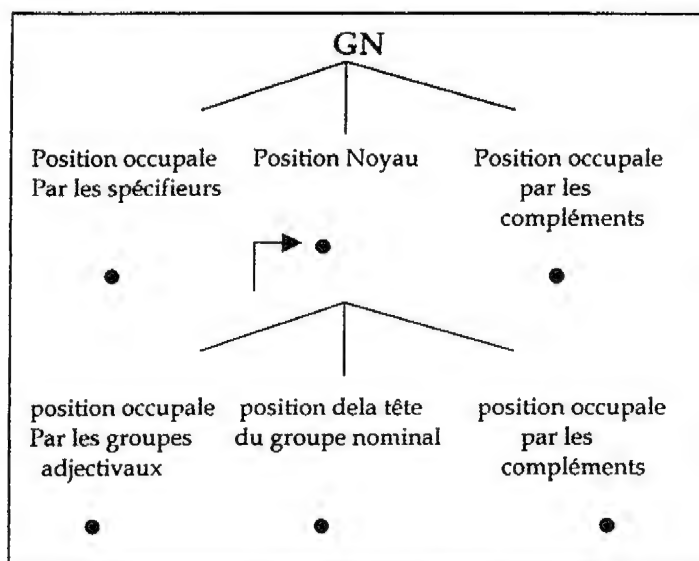 GN
Position occupale
Par les spécifieurs
Position Noyau
Position occupale
par les
compléments
position occupale
Par les groupes
adjectivaux
position dela tête
du groupe nominal
position occupale
par les
compléments